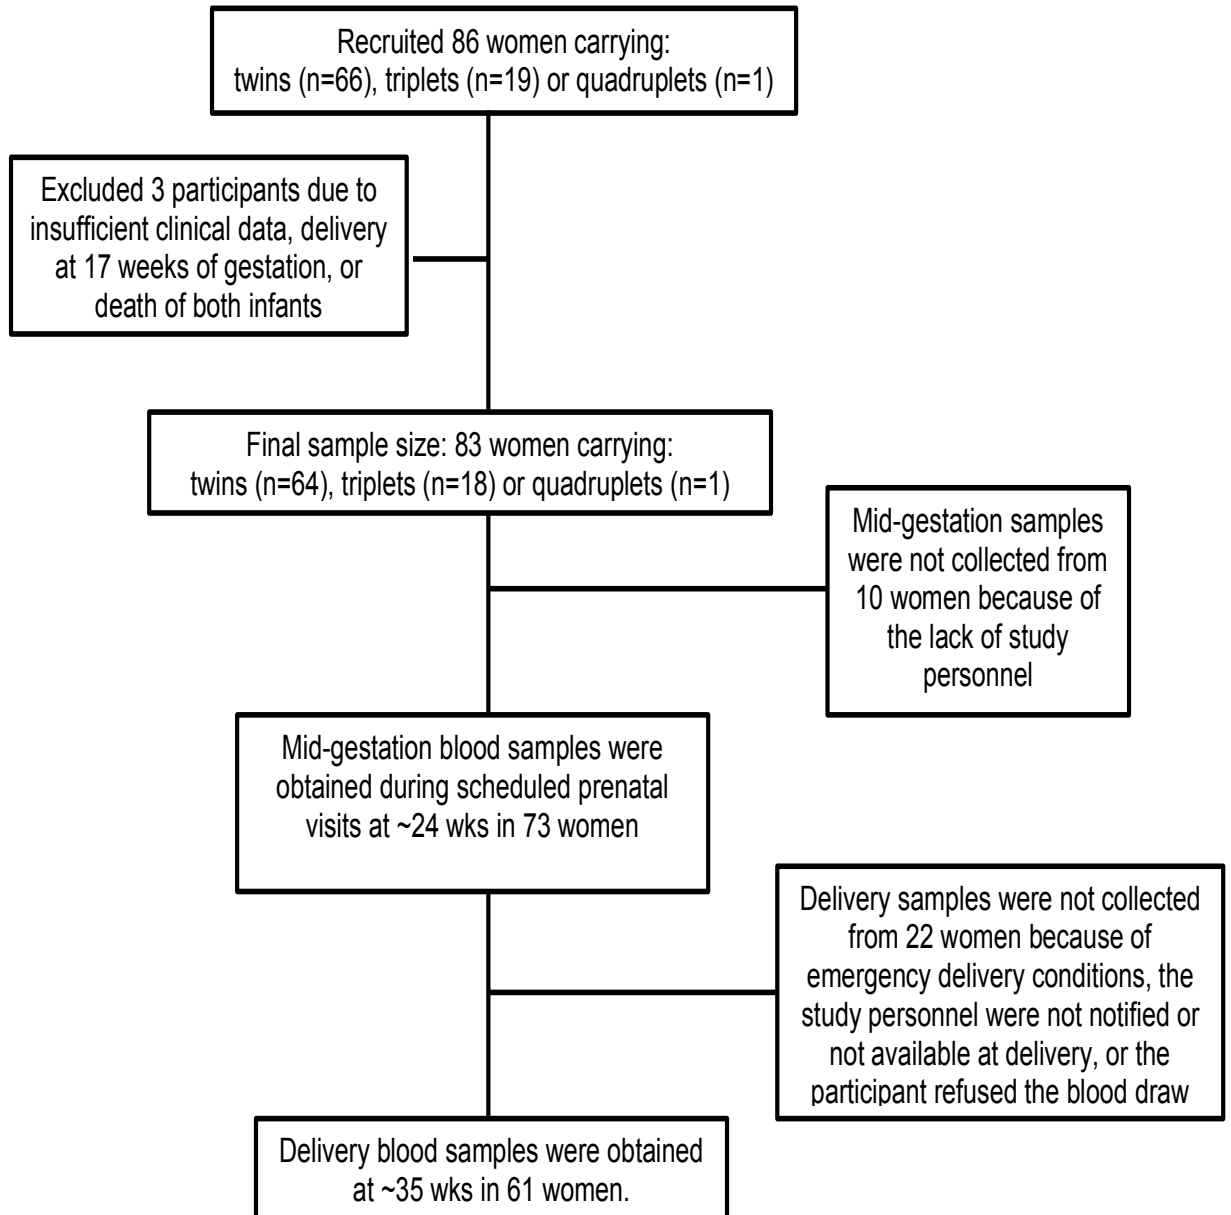 Recruited 86 women carrying:
twins (n=66), triplets (n=19) or quadruplets (n=1)
Excluded 3 participants due to
insufficient clinical data, delivery
at 17 weeks of gestation, or
death of both infants
Final sample size: 83 women carrying:
twins (n=64), triplets (n=18) or quadruplets (n=1)
Mid-gestation samples
were not collected from
10 women because of
the lack of study
personnel
Mid-gestation blood samples were
obtained during scheduled prenatal
visits at ~24 wks in 73 women
Delivery samples were not collected
from 22 women because of
emergency delivery conditions, the
study personnel were not notified or
not available at delivery, or the
participant refused the blood draw
Delivery blood samples were obtained
at ~35 wks in 61 women.